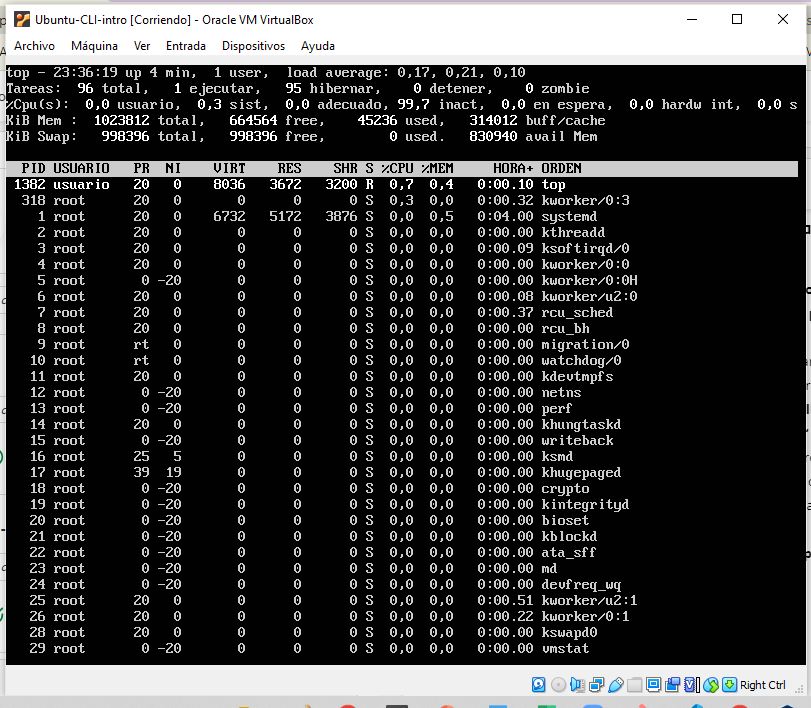 Ubuntu-CLI-intro [Corriendo] - Oracle VM VirtualBox
Archivo Máquina Ver Entrada Dispositivos Ayuda
top - 23:36:19 up 4 min, 1 user, load average: 0,17, 0,21, 0,10
Tareas: 96 total, 1 ejecutar, 95 hibernar, 0 detener, 0 zombie
%Cpu(s): 0,0 usuario, 0,3 sist, 0,0 adecuado, 99,7 inact, 0,0 en espera, 0,0 hardw int, 0,0 s
KiB Mem : 1023812 total, 664564 free, 45236 used, 314012 buff/cache
KiB Swap: 998396 total, 998396 free, 0 used. 830940 avail Mem
PID USUARIO PR NI VIRT RES SHR S %CPU %MEM HORA+ ORDEN
1382 usuario 20 0 8036 3672 3200 R 0,7 0,4 0:00.10 top
318 root 20 0 0 0 0 S 0,3 0,0 0:00.32 kworker/0:3
1 root 20 0 6732 5172 3876 S 0,0 0,5 0:04.00 systemd
2 root 20 0 0 0 0 S 0,0 0,0 0:00.00 kthreadd
3 root 20 0 0 0 0 S 0,0 0,0 0:00.09 ksoftirqd/0
4 root 20 0 0 0 0 S 0,0 0,0 0:00.00 kworker/0:0
5 root 0 -20 0 0 0 S 0,0 0,0 0:00.00 kworker/0:0H
6 root 20 0 0 0 0 S 0,0 0,0 0:00.08 kworker/u2:0
7 root 20 0 0 0 0 S 0,0 0,0 0:00.37 rcu_sched
8 root 20 0 0 0 0 S 0,0 0,0 0:00.00 rcu_bh
9 root rt 0 0 0 0 S 0,0 0,0 0:00.00 migration/0
10 root rt 0 0 0 0 S 0,0 0,0 0:00.00 watchdog/0
11 root 20 0 0 0 0 S 0,0 0,0 0:00.00 kdevtmpfs
12 root 0 -20 0 0 0 S 0,0 0,0 0:00.00 netns
13 root 0 -20 0 0 0 S 0,0 0,0 0:00.00 perf
14 root 20 0 0 0 0 S 0,0 0,0 0:00.00 khungtaskd
15 root 0 -20 0 0 0 S 0,0 0,0 0:00.00 writeback
16 root 25 5 0 0 0 S 0,0 0,0 0:00.00 ksmd
17 root 39 19 0 0 0 S 0,0 0,0 0:00.00 khugepaged
18 root 0 -20 0 0 0 S 0,0 0,0 0:00.00 crypto
19 root 0 -20 0 0 0 S 0,0 0,0 0:00.00 kintegrityd
20 root 0 -20 0 0 0 S 0,0 0,0 0:00.00 bioset
21 root 0 -20 0 0 0 S 0,0 0,0 0:00.00 kblockd
22 root 0 -20 0 0 0 S 0,0 0,0 0:00.00 ata_sff
23 root 0 -20 0 0 0 S 0,0 0,0 0:00.00 md
24 root 0 -20 0 0 0 S 0,0 0,0 0:00.00 devfreq_wq
25 root 20 0 0 0 0 S 0,0 0,0 0:00.51 kworker/u2:1
26 root 20 0 0 0 0 S 0,0 0,0 0:00.22 kworker/0:1
28 root 20 0 0 0 0 S 0,0 0,0 0:00.00 kswapd0
29 root 0 -20 0 0 0 S 0,0 0,0 0:00.00 vmstat
Right Ctrl